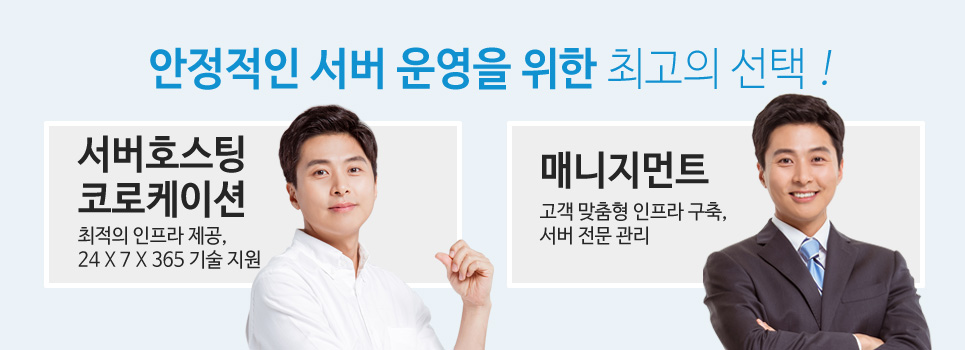 안정적인 서버 운영을 위한 최고의 선택 !
서버호스팅
코로케이션
최적의 인프라 제공,
24 X 7 X 365 기술 지원
매니지먼트
고객 맞춤형 인프라 구축,
서버 전문 관리